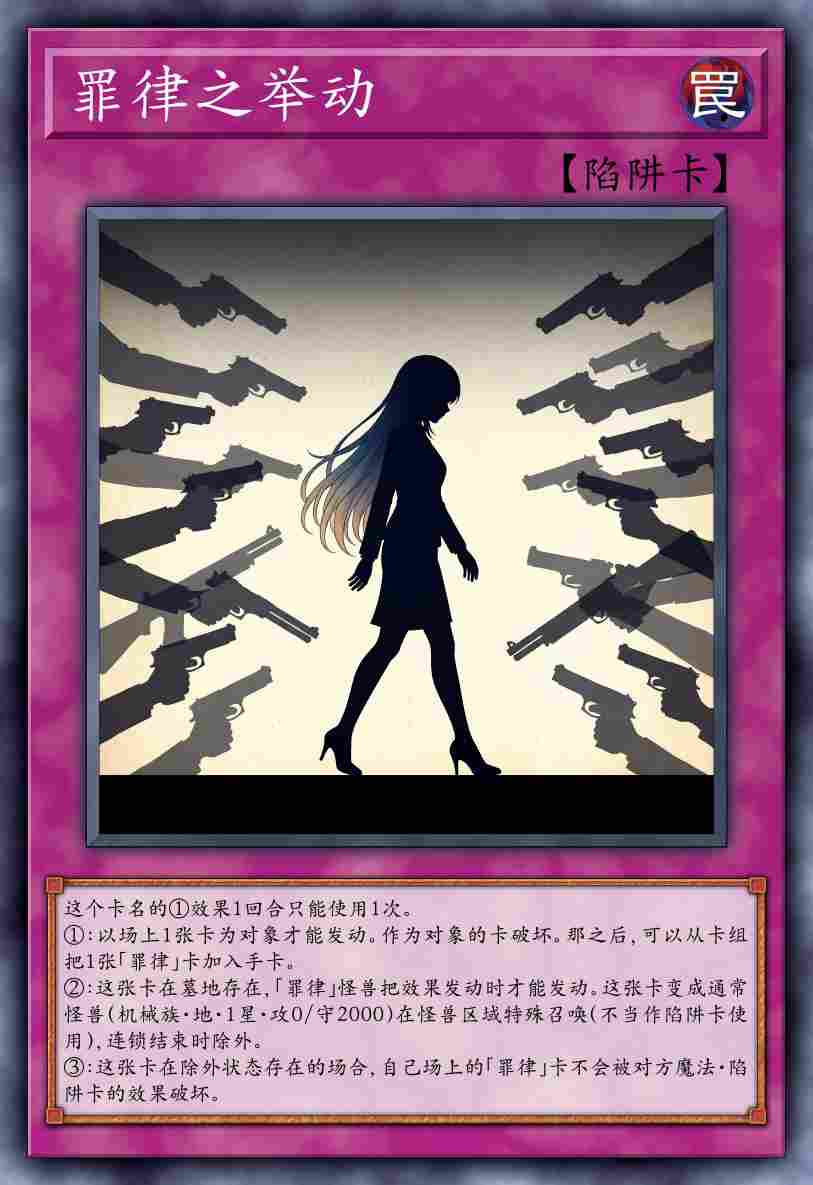 罪律之举动
罠
【陷阱卡】
这个卡名的①效果1回合只能使用1次。
①:以场上1张卡为对象才能发动。作为对象的卡破坏。那之后,可以从卡组
把1张「罪律」卡加入手卡。
②:这张卡在墓地存在,「罪律」怪兽把效果发动时才能发动。这张卡变成通常
怪兽(机械族·地·1星·攻0/守2000)在怪兽区域特殊召唤(不当作陷阱卡使
用),连锁结束时除外。
③:这张卡在除外状态存在的场合,自己场上的「罪律」卡不会被对方魔法·陷
阱卡的效果破坏。